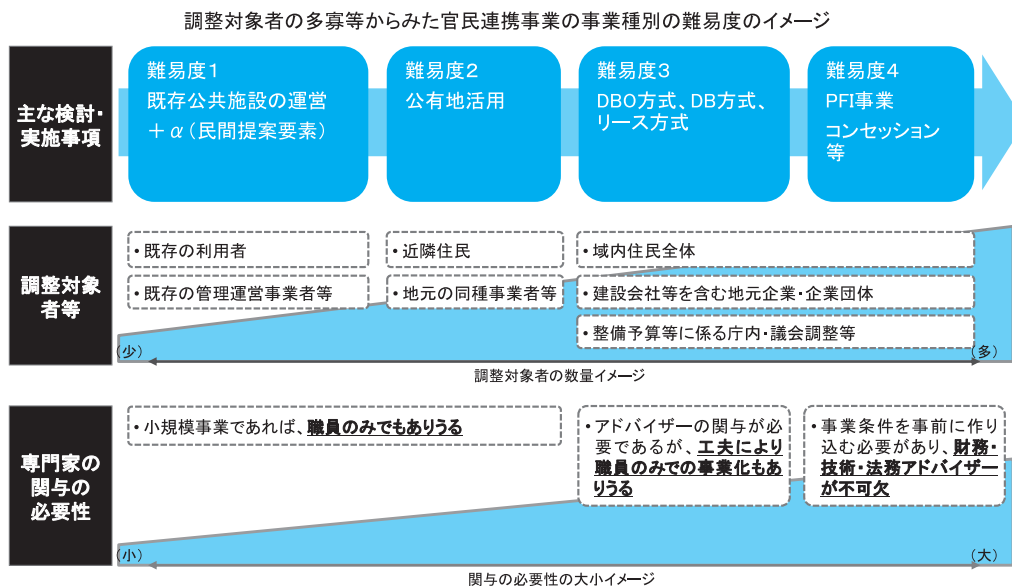 調整対象者の多寡等からみた官民連携事業の事業種別の難易度のイメージ
主な検討・
実施事項
難易度1
既存公共施設の運営
＋α（民間提案要素）
難易度2
公有地活用
難易度3
DBO方式、DB方式、
リース方式
難易度4
PFI事業
コンセッション
等
調整対象
者等
・既存の利用者
・既存の管理運営事業者等
・近隣住民
・地元の同種事業者等
・域内住民全体
・建設会社等を含む地元企業・企業団体
・整備予算等に係る庁内・議会調整等
（少）
（多）
調整対象者の数量イメージ
専門家の
関与の
必要性
・小規模事業であれば、職員のみでもありうる
・アドバイザーの関与が必
要であるが、工夫により
職員のみでの事業化もあ
りうる
・事業条件を事前に作り
込む必要があり、財務・
技術・法務アドバイザー
が不可欠
（小）
（大）
関与の必要性の大小イメージ